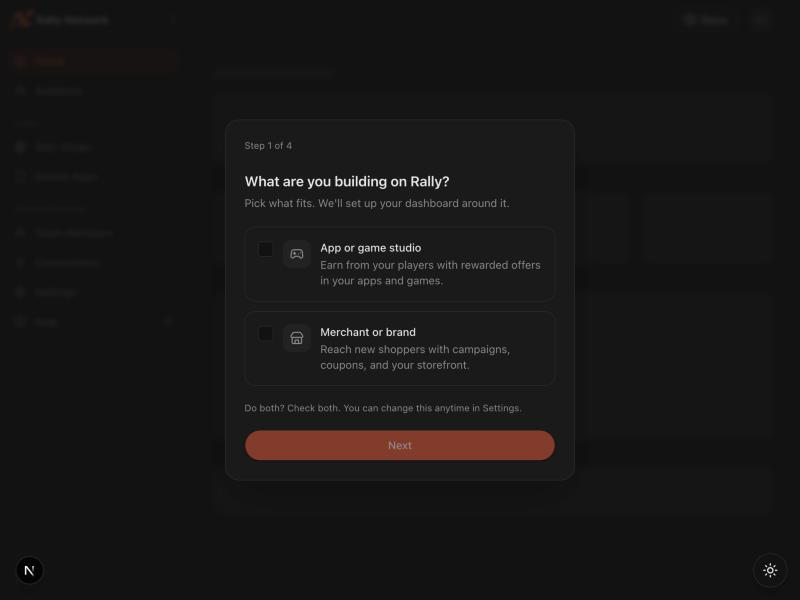 Rally Network
Home
Step 1 of 4
What are you building on Rally?
Pick what fits. We'll set up your dashboard around it.
App or game studio
Earn from your players with rewarded offers
in your apps and games.
Merchant or brand
Reach new shoppers with campaigns,
coupons, and your storefront.
Do both? Check both. You can change this anytime in Settings.
Next
N